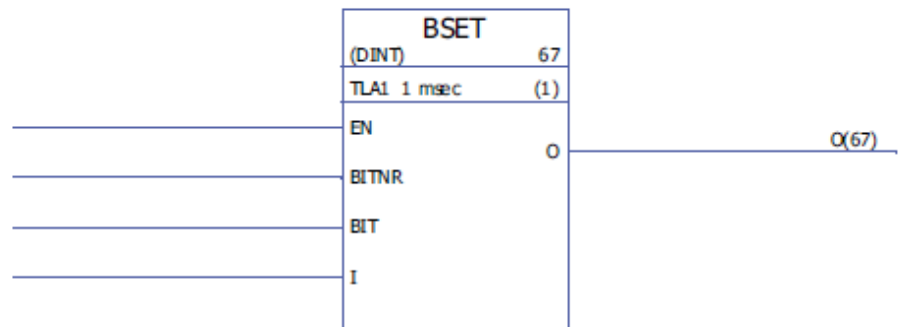 BSET
(DINT) 67
TLA1 1 msec (1)
EN
O O(67)
BITNR
BIT
I